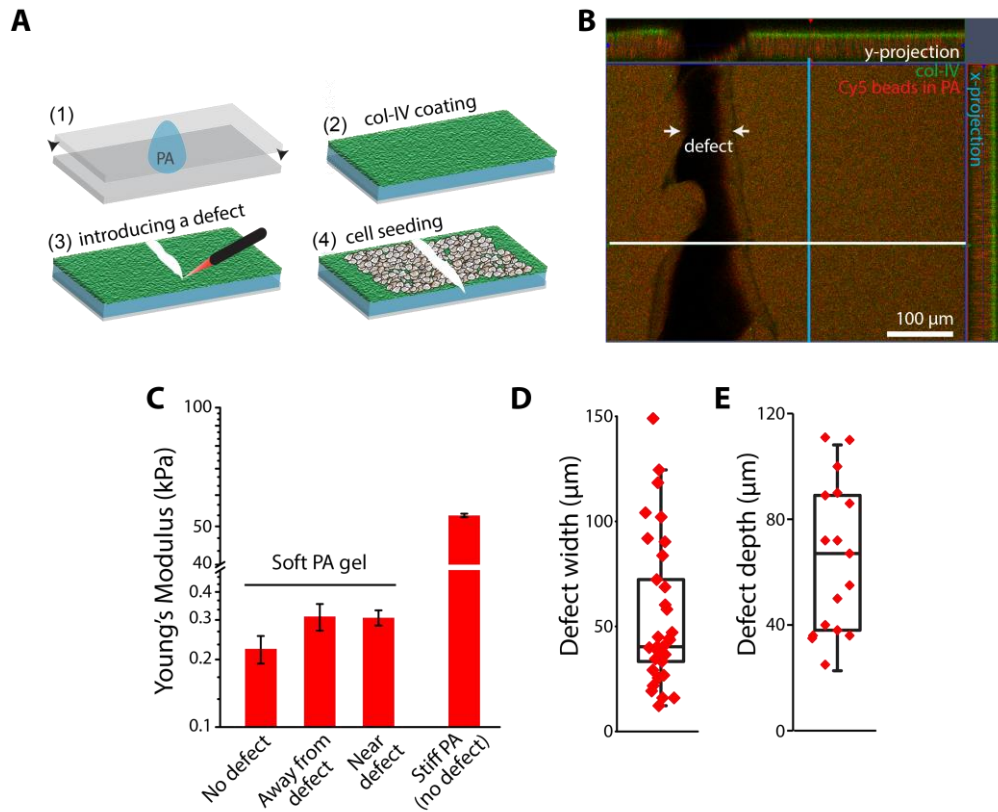 A
(1)
PA
(2)
col-IV coating
(3)
introducing a defect
(4)
cell seeding
B
y-projection
col-IV
Cy5 beads in PA
x-projection
defect
100 µm
C
Young's Modulus (kPa)
100
50
40
0.4
0.3
0.2
0.1
Soft PA gel
No defect
Away from
defect
Near
defect
Stiff PA
(no defect)
D
Defect width (µm)
150
100
50
0
E
Defect depth (µm)
120
80
40
0